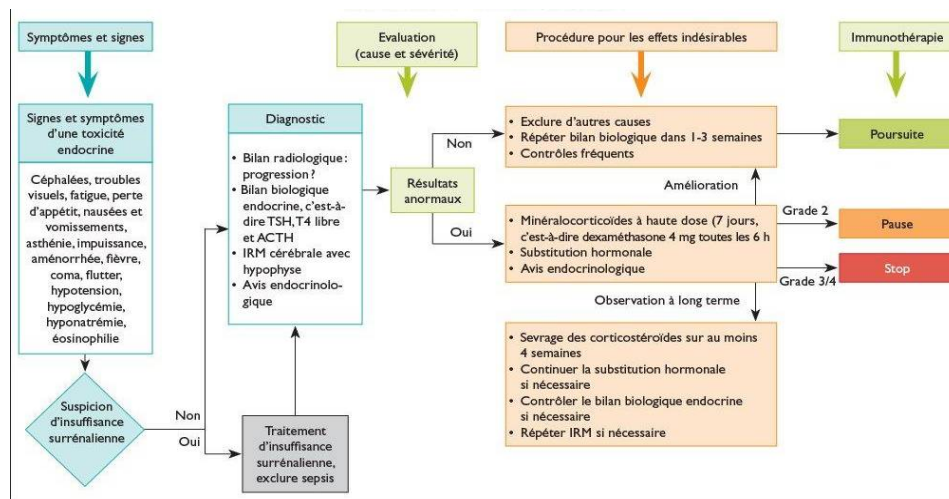 Symptômes et signes
Evaluation
(cause et sévérité)
Procédure pour les effets indésirables
Immunothérapie
Signes et symptômes
d'une toxicité
endocrine
Céphalées, troubles
visuels, fatigue, perte
d'appétit, nausées et
vomissements,
asthénie, impuissance,
aménorrhée, fièvre,
coma, flutter,
hypotension,
hypoglycémie,
hyponatrémie,
éosinophilie
Suspicion
d'insuffisance
surrénalienne
Non
Oui
Diagnostic
• Bilan radiologique :
progression ?
• Bilan biologique
endocrine, c'est-à-
dire TSH, T4 libre
et ACTH
• IRM cérébrale avec
hypophyse
• Avis endocrinolo-
gique
Traitement
d'insuffisance
surrénalienne,
exclure sepsis
Résultats
anormaux
Non
Oui
• Exclure d'autres causes
• Répéter bilan biologique dans 1-3 semaines
• Contrôles fréquents
Poursuite
Amélioration
• Minéralocorticoïdes à haute dose (7 jours,
c'est-à-dire dexaméthasone 4 mg toutes les 6 h
• Substitution hormonale
• Avis endocrinologique
Grade 2
Pause
Grade 3/4
Stop
Observation à long terme
• Sevrage des corticostéroïdes sur au moins
4 semaines
• Continuer la substitution hormonale
si nécessaire
• Contrôler le bilan biologique endocrine
si nécessaire
• Répéter IRM si nécessaire